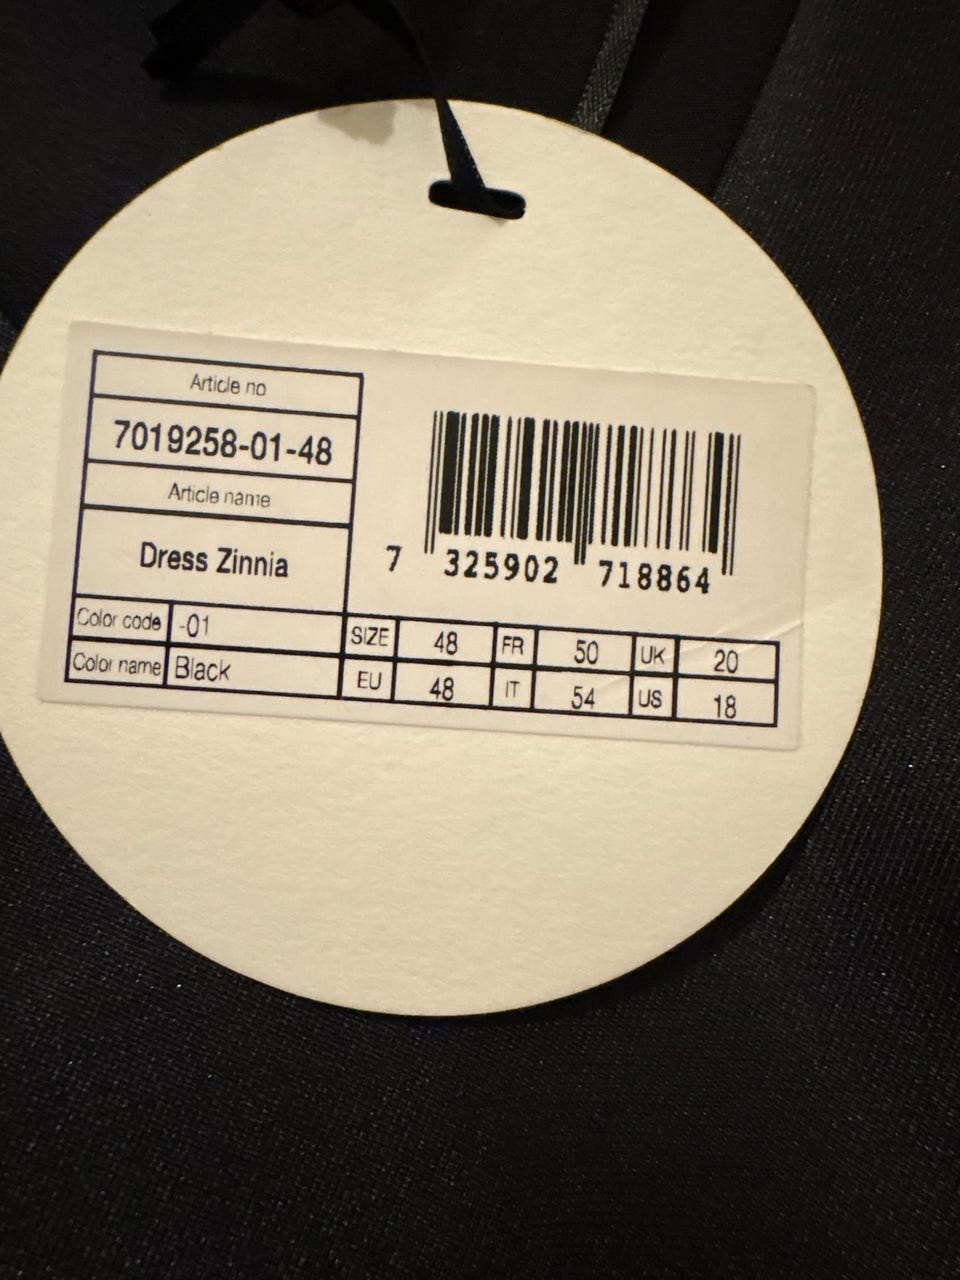 Article no
7019258-01-48
Article name
Dress Zinnia
7 325902 718864
Color code -01 SIZE 48 FR 50 UK 20
Color name Black EU 48 IT 54 US 18